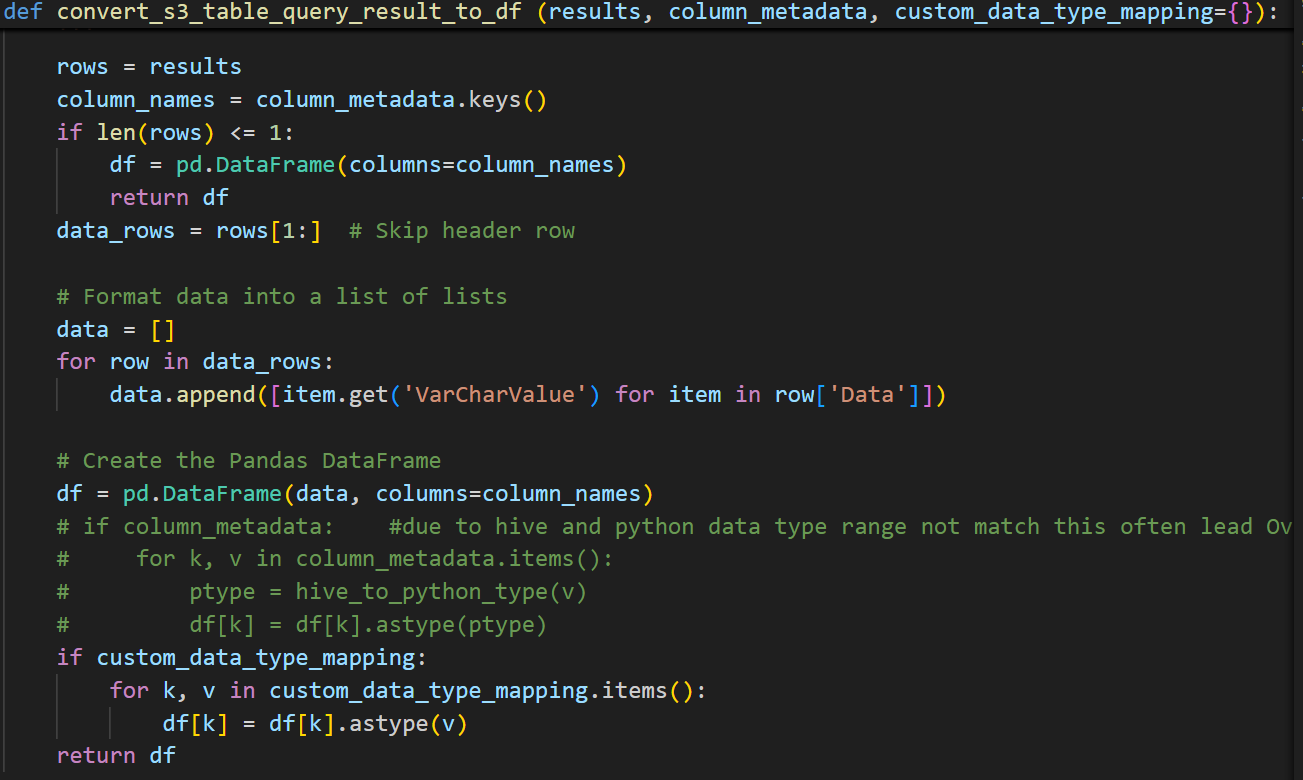 def convert_s3_table_query_result_to_df (results, column_metadata, custom_data_type_mapping={}):
    rows = results
    column_names = column_metadata.keys()
    if len(rows) <= 1:
        df = pd.DataFrame(columns=column_names)
        return df
    data_rows = rows[1:]  # Skip header row
    # Format data into a list of lists
    data = []
    for row in data_rows:
        data.append([item.get('VarCharValue') for item in row['Data']])
    # Create the Pandas DataFrame
    df = pd.DataFrame(data, columns=column_names)
    # if column_metadata:    #due to hive and python data type range not match this often lead Ov
    #     for k, v in column_metadata.items():
    #         ptype = hive_to_python_type(v)
    #         df[k] = df[k].astype(ptype)
    if custom_data_type_mapping:
        for k, v in custom_data_type_mapping.items():
            df[k] = df[k].astype(v)
    return df